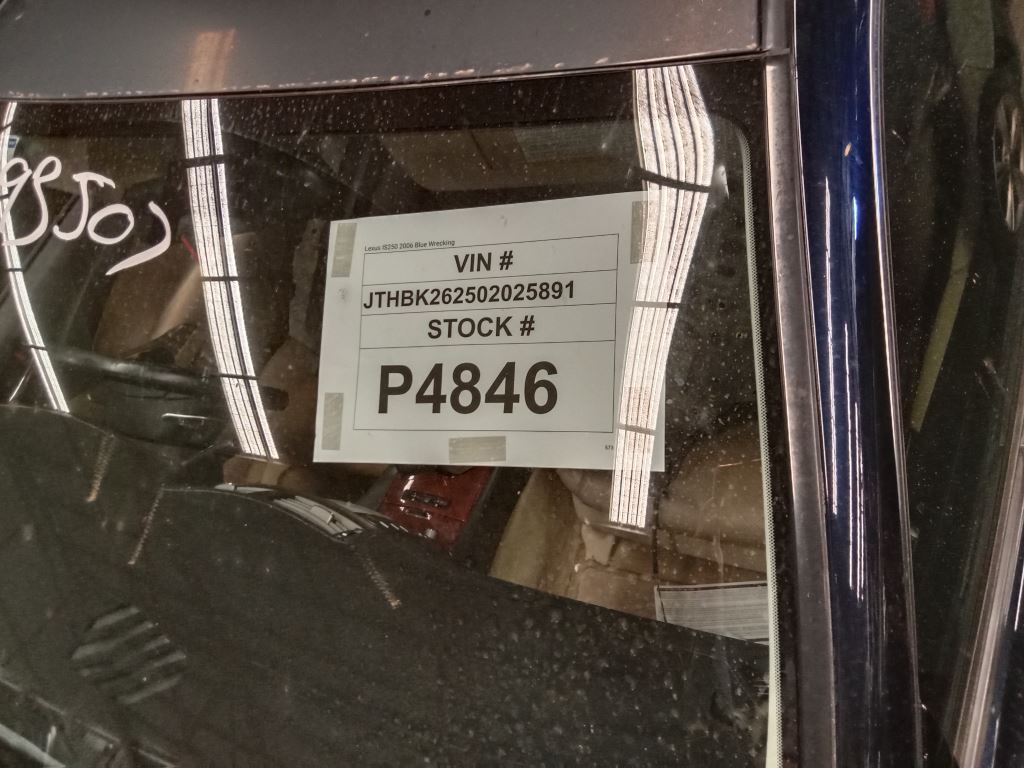 Lexus IS250 2006 Blue Wrecking
VIN #
JTHBK262502025891
STOCK #
P4846